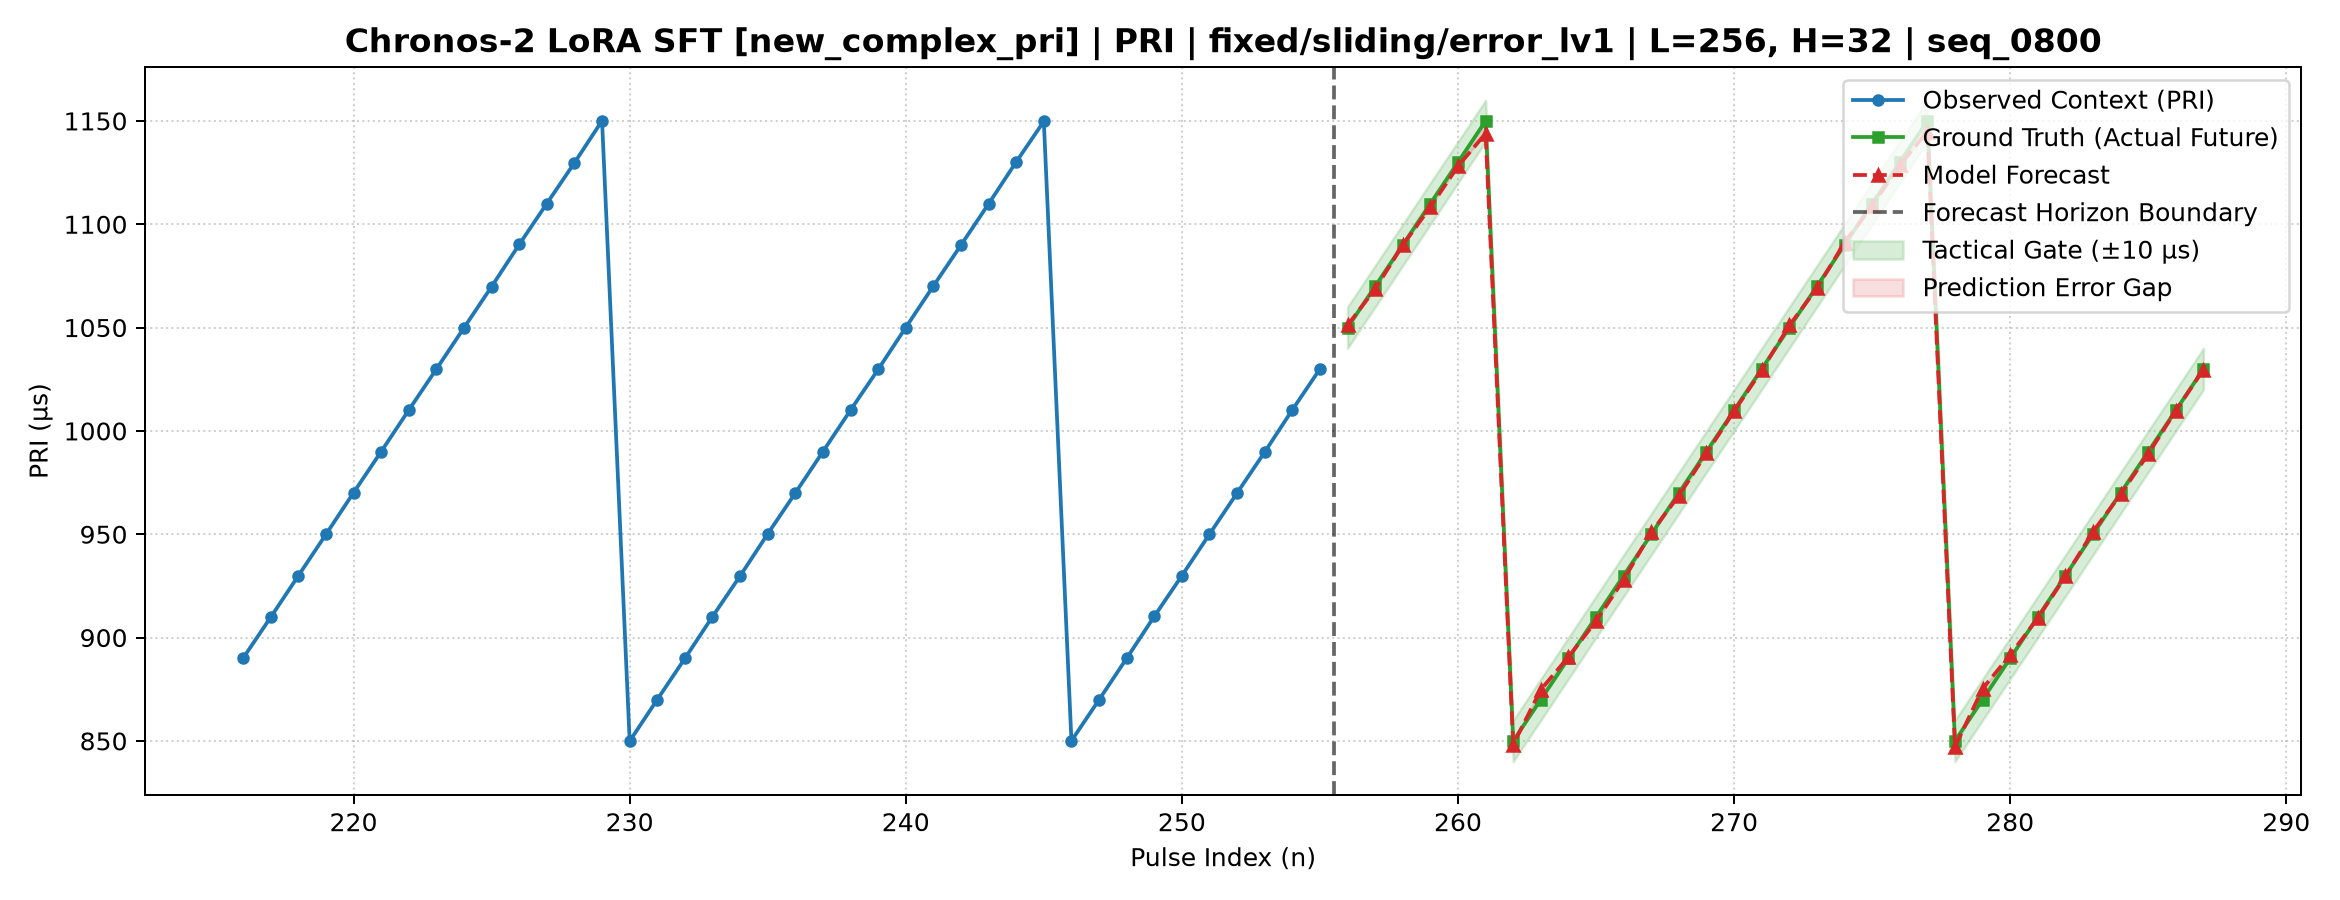 Chronos-2 LoRA SFT [new_complex_pri] | PRI | fixed/sliding/error_lv1 | L=256, H=32 | seq_0800
PRI (µs)
1150
1100
1050
1000
950
900
850
Observed Context (PRI)
Ground Truth (Actual Future)
Model Forecast
Forecast Horizon Boundary
Tactical Gate (±10 µs)
Prediction Error Gap
220 230 240 250 260 270 280 290
Pulse Index (n)